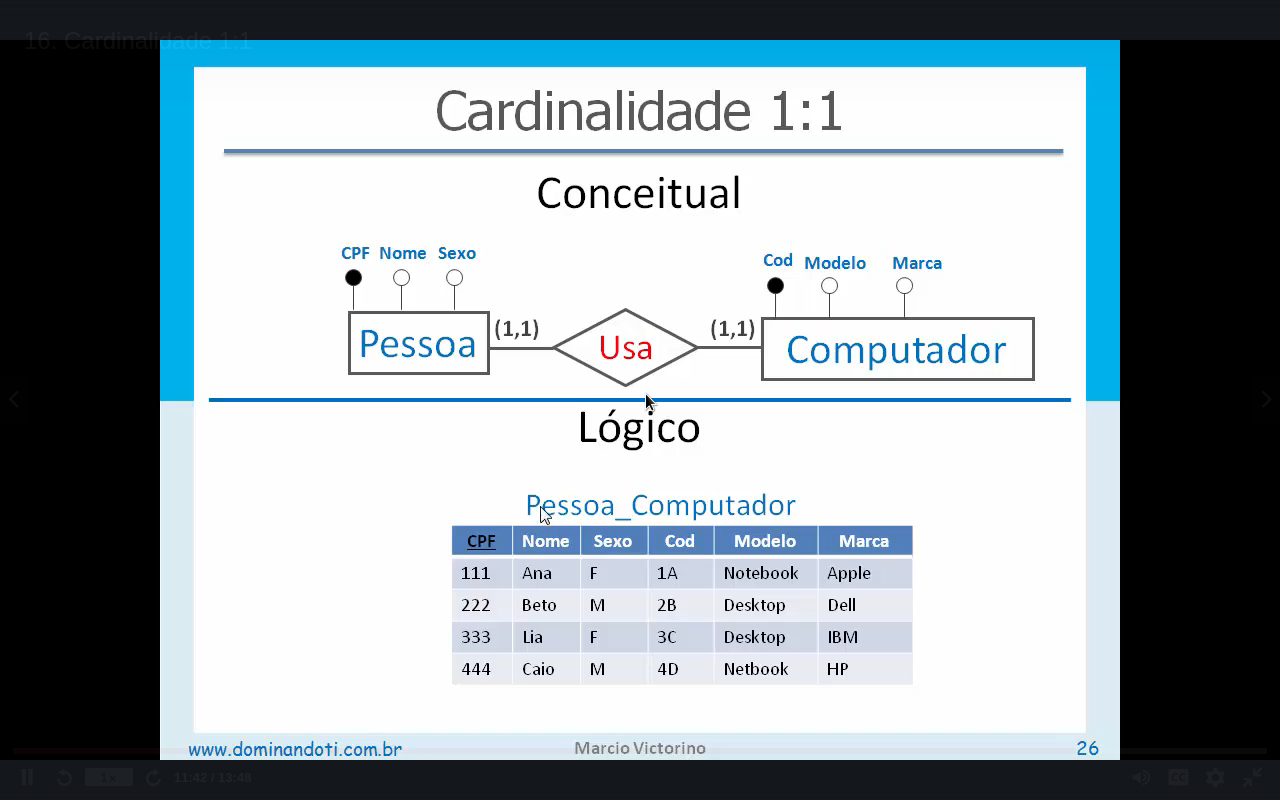 16. Cardinalidade 1:1
Cardinalidade 1:1
Conceitual
CPF Nome Sexo
Cod Modelo Marca
Pessoa (1,1) Usa (1,1) Computador
Lógico
Pessoa_Computador
CPF Nome Sexo Cod Modelo Marca
111 Ana F 1A Notebook Apple
222 Beto M 2B Desktop Dell
333 Lia F 3C Desktop IBM
444 Caio M 4D Netbook HP
www.dominandoti.com.br Marcio Victorino 26
1x 11:42 / 13:48